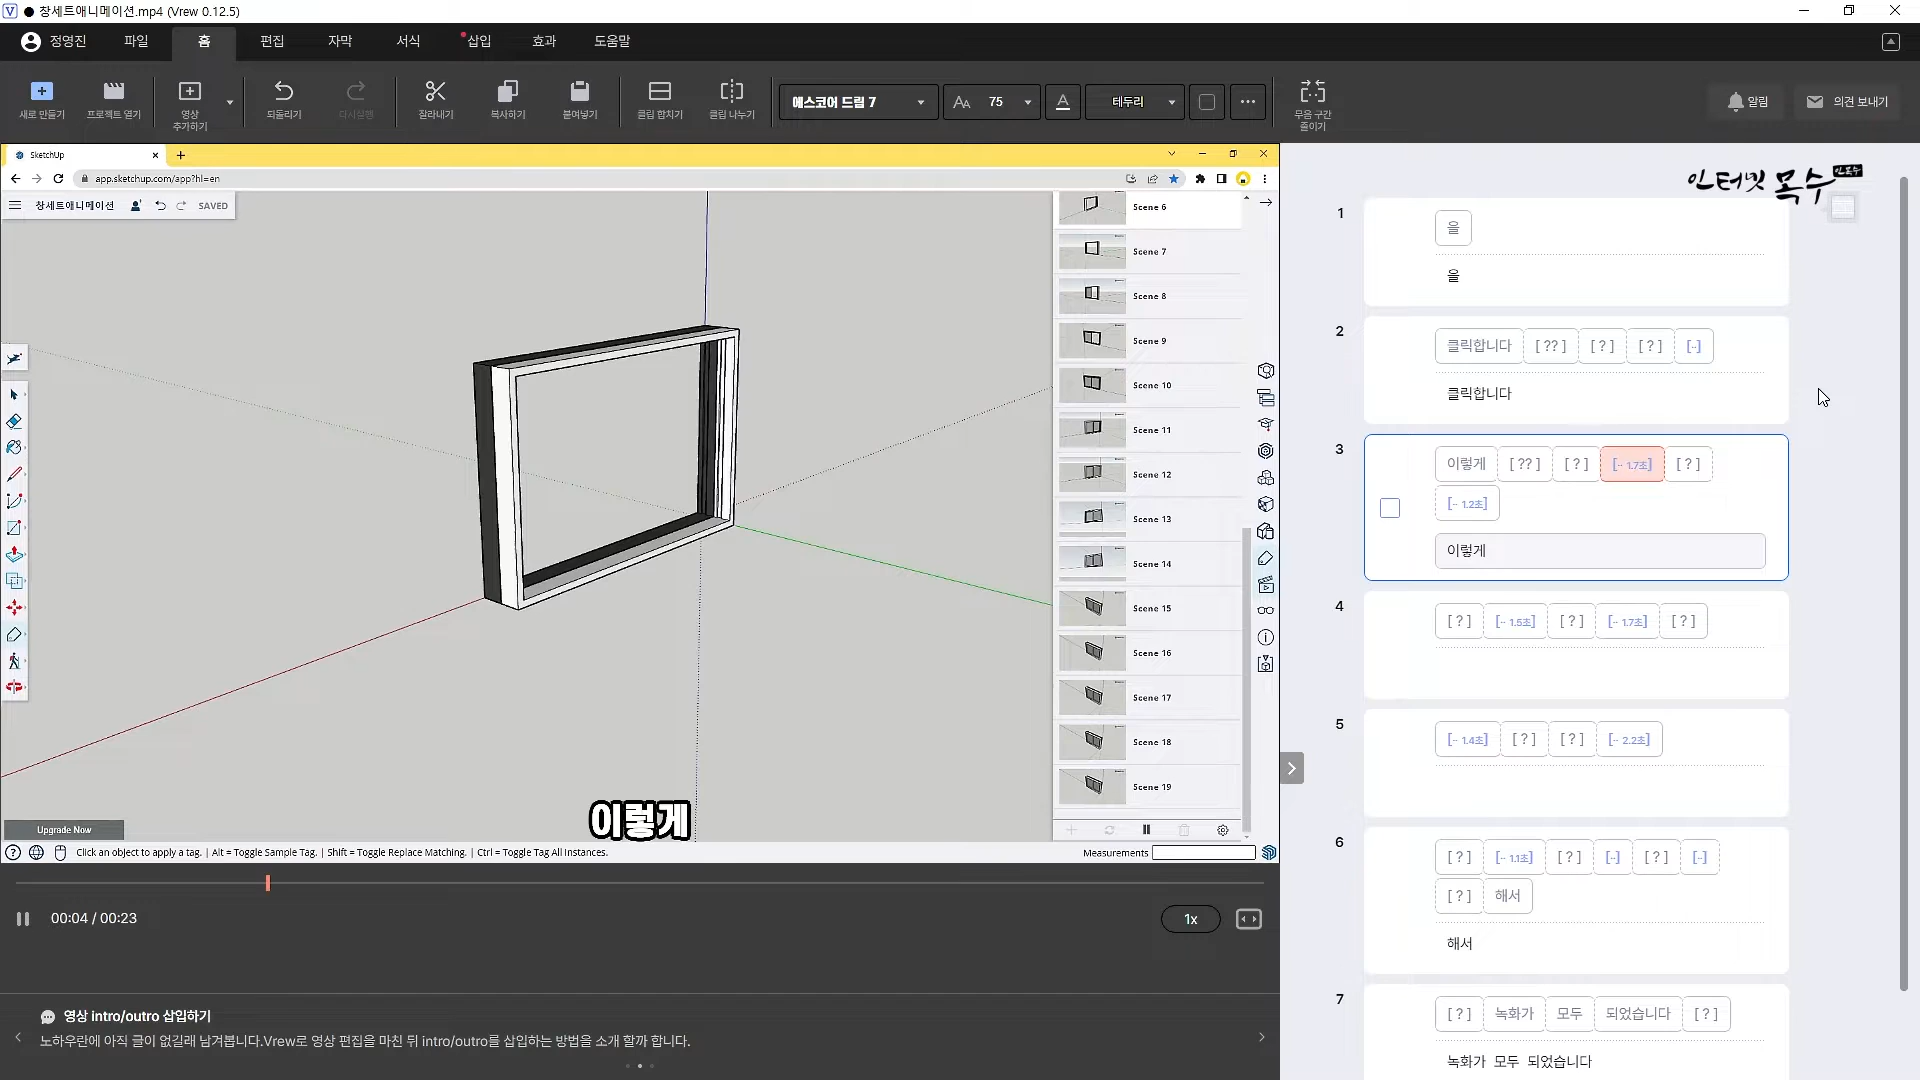 창세트애니메이션.mp4 (Vrew 0.12.5)
정영진 파일 홈 편집 자막 서식 삽입 효과 도움말
새로 만들기 프로젝트 열기 영상 추가하기 되돌리기 다시실행 잘라내기 복사하기 붙여넣기 클립 합치기 클립 나누기 에스코어 드림 7 75 테두리 무음 구간 줄이기 알림 의견 보내기
SketchUp
app.sketchup.com/app?hl=en
창세트애니메이션 SAVED
인터넷 목수
Scene 6
Scene 7
Scene 8
Scene 9
Scene 10
Scene 11
Scene 12
Scene 13
Scene 14
Scene 15
Scene 16
Scene 17
Scene 18
Scene 19
이렇게
Upgrade Now
Click an object to apply a tag. | Alt = Toggle Sample Tag. | Shift = Toggle Replace Matching. | Ctrl = Toggle Tag All Instances.
Measurements
00:04 / 00:23
1x
영상 intro/outro 삽입하기
노하우란에 아직 글이 없길래 남겨봅니다.Vrew로 영상 편집을 마친 뒤 intro/outro를 삽입하는 방법을 소개 할까 합니다.
1 을
을
2 클릭합니다 [ ?? ] [ ? ] [ ? ] [··]
클릭합니다
3 이렇게 [ ?? ] [ ? ] [·· 1.7초] [ ? ]
[·· 1.2초]
이렇게
4 [ ? ] [·· 1.5초] [ ? ] [·· 1.7초] [ ? ]
5 [·· 1.4초] [ ? ] [ ? ] [·· 2.2초]
6 [ ? ] [·· 1.1초] [ ? ] [··] [ ? ] [··]
[ ? ] 해서
해서
7 [ ? ] 녹화가 모두 되었습니다 [ ? ]
녹화가 모두 되었습니다